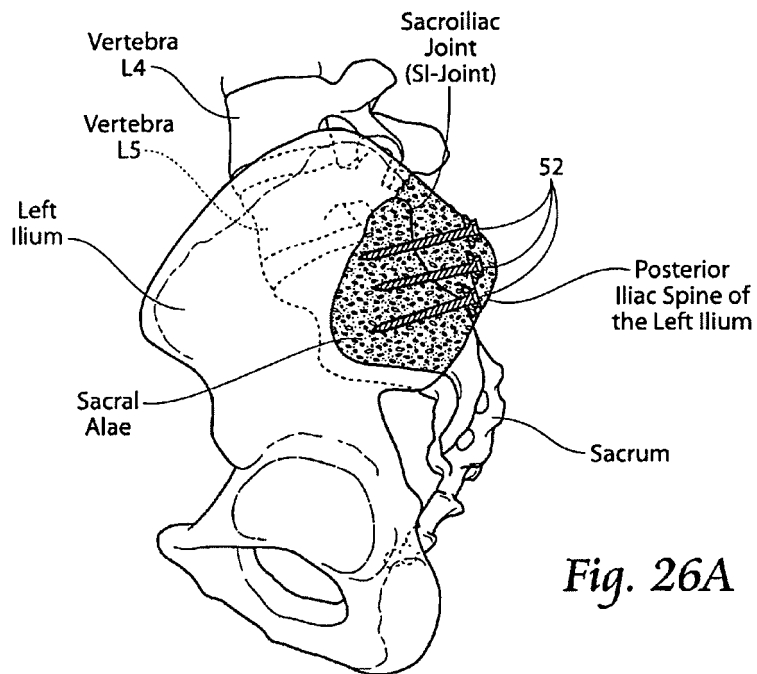 Sacroiliac
Joint
(SI-Joint)
Vertebra
L4
Vertebra
L5
52
Left
Ilium
Posterior
Iliac Spine of
the Left Ilium
Sacral
Alae
Sacrum
Fig. 26A